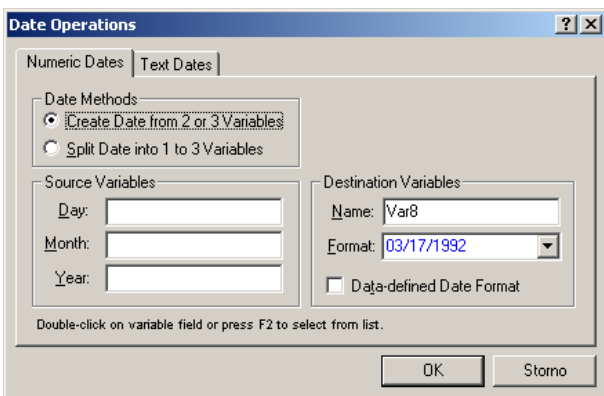 Date Operations
Numeric Dates Text Dates
Date Methods
Create Date from 2 or 3 Variables
Split Date into 1 to 3 Variables
Source Variables
Day:
Month:
Year:
Destination Variables
Name: Var8
Format: 03/17/1992
Data-defined Date Format
Double-click on variable field or press F2 to select from list.
OK Storno